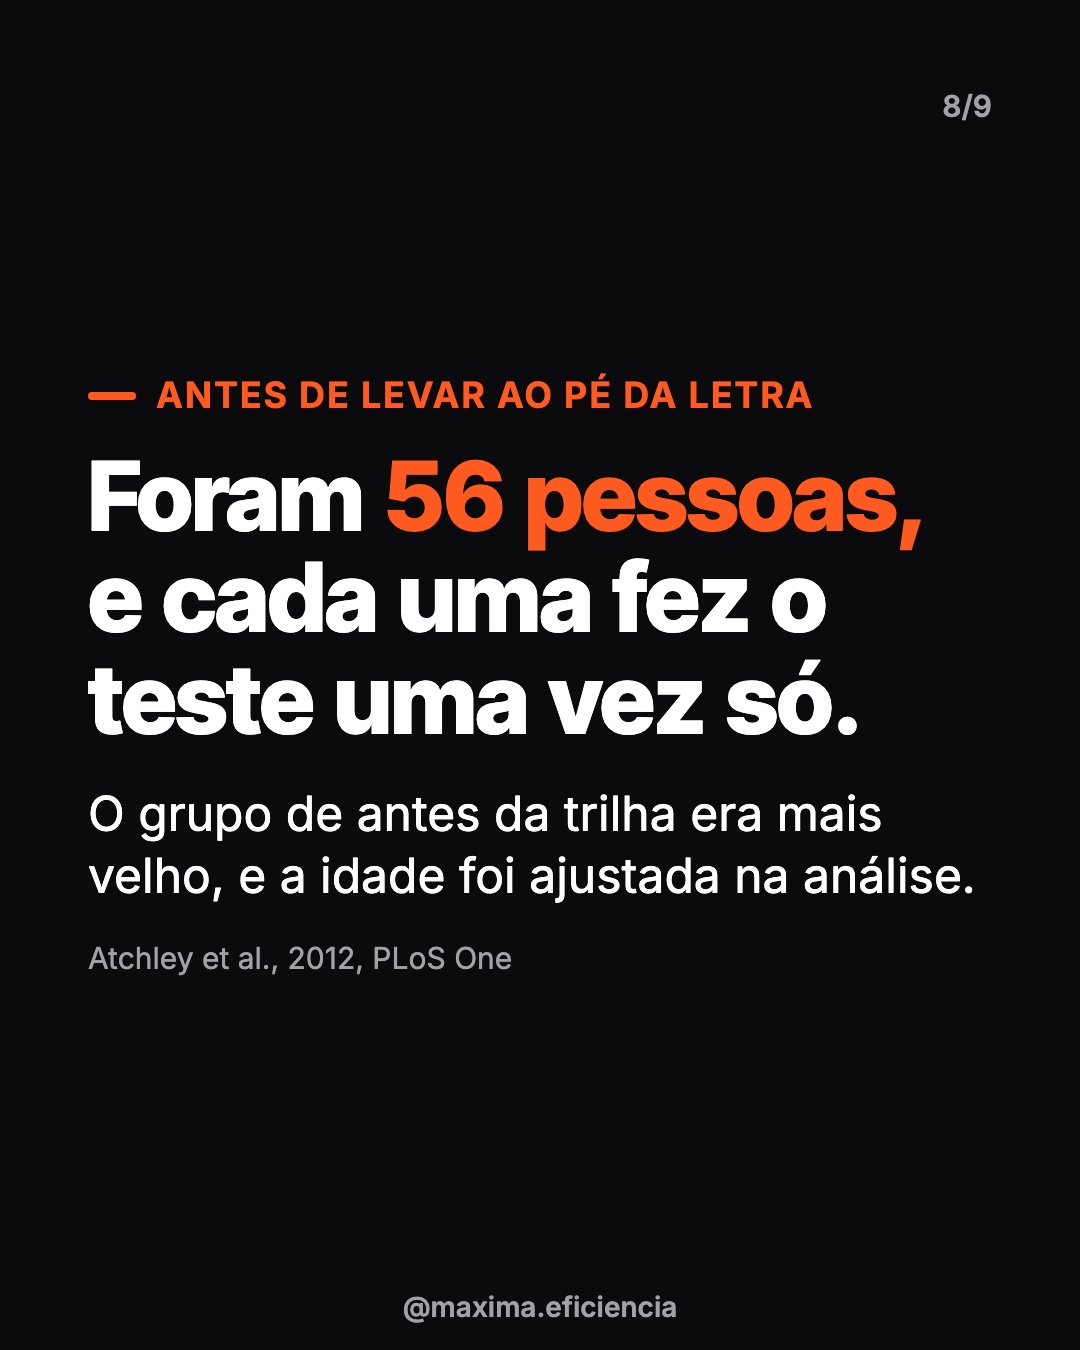 8/9
ANTES DE LEVAR AO PÉ DA LETRA
Foram 56 pessoas,
e cada uma fez o
teste uma vez só.
O grupo de antes da trilha era mais
velho, e a idade foi ajustada na análise.
Atchley et al., 2012, PLoS One
@maxima.eficiencia